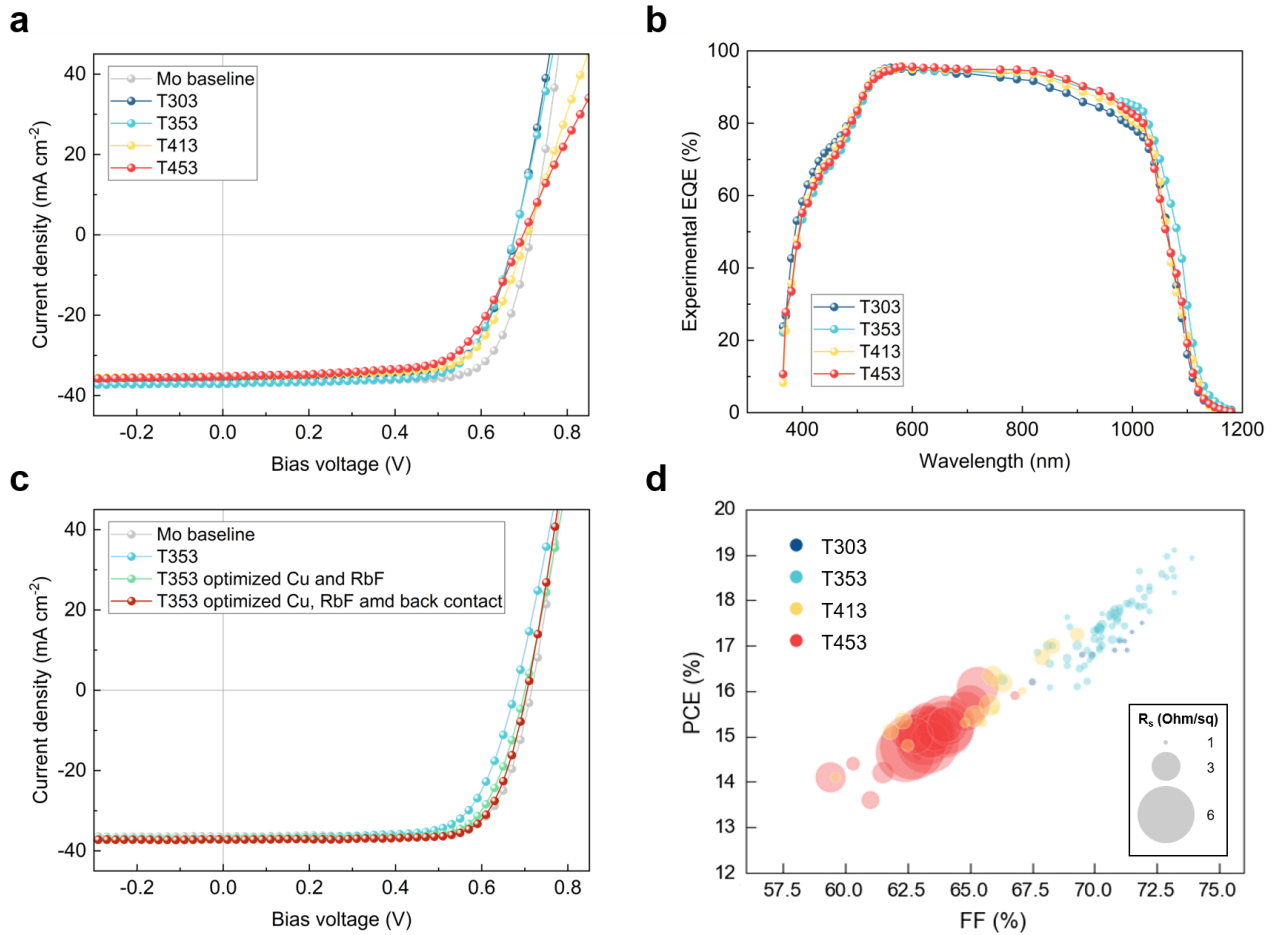 a
40
20
0
-20
-40
Current density (mA cm-2)
Mo baseline
T303
T353
T413
T453
-0.2
0.0
0.2
0.4
0.6
0.8
Bias voltage (V)
b
100
80
60
40
20
0
Experimental EQE (%)
T303
T353
T413
T453
400
600
800
1000
1200
Wavelength (nm)
c
40
20
0
-20
-40
Current density (mA cm-2)
Mo baseline
T353
T353 optimized Cu and RbF
T353 optimized Cu, RbF amd back contact
-0.2
0.0
0.2
0.4
0.6
0.8
Bias voltage (V)
d
20
19
18
17
16
15
14
13
12
PCE (%)
T303
T353
T413
T453
Rs (Ohm/sq)
1
3
6
57.5
60.0
62.5
65.0
67.5
70.0
72.5
75.0
FF (%)